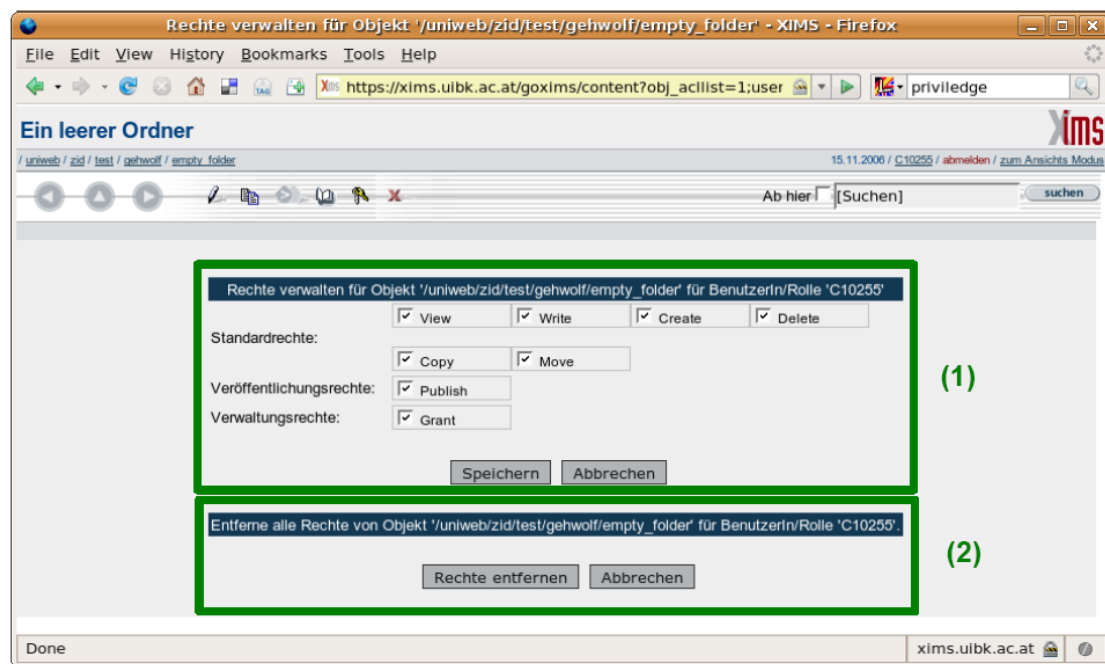 Rechte verwalten für Objekt '/uniweb/zid/test/gehwolf/empty_folder' - XIMS - Firefox
File Edit View History Bookmarks Tools Help
TAG Xims https://xims.uibk.ac.at/goxims/content?obj_acllist=1;user priviledge
Ein leerer Ordner Xims
/ uniweb / zid / test / gehwolf / empty_folder 15.11.2006 / C10255 / abmelden / zum Ansichts Modus
Ab hier [Suchen] suchen
Rechte verwalten für Objekt '/uniweb/zid/test/gehwolf/empty_folder' für BenutzerIn/Rolle 'C10255'
View Write Create Delete
Standardrechte:
Copy Move
(1)
Veröffentlichungsrechte: Publish
Verwaltungsrechte: Grant
Speichern Abbrechen
Entferne alle Rechte von Objekt '/uniweb/zid/test/gehwolf/empty_folder' für BenutzerIn/Rolle 'C10255'.
(2)
Rechte entfernen Abbrechen
Done xims.uibk.ac.at